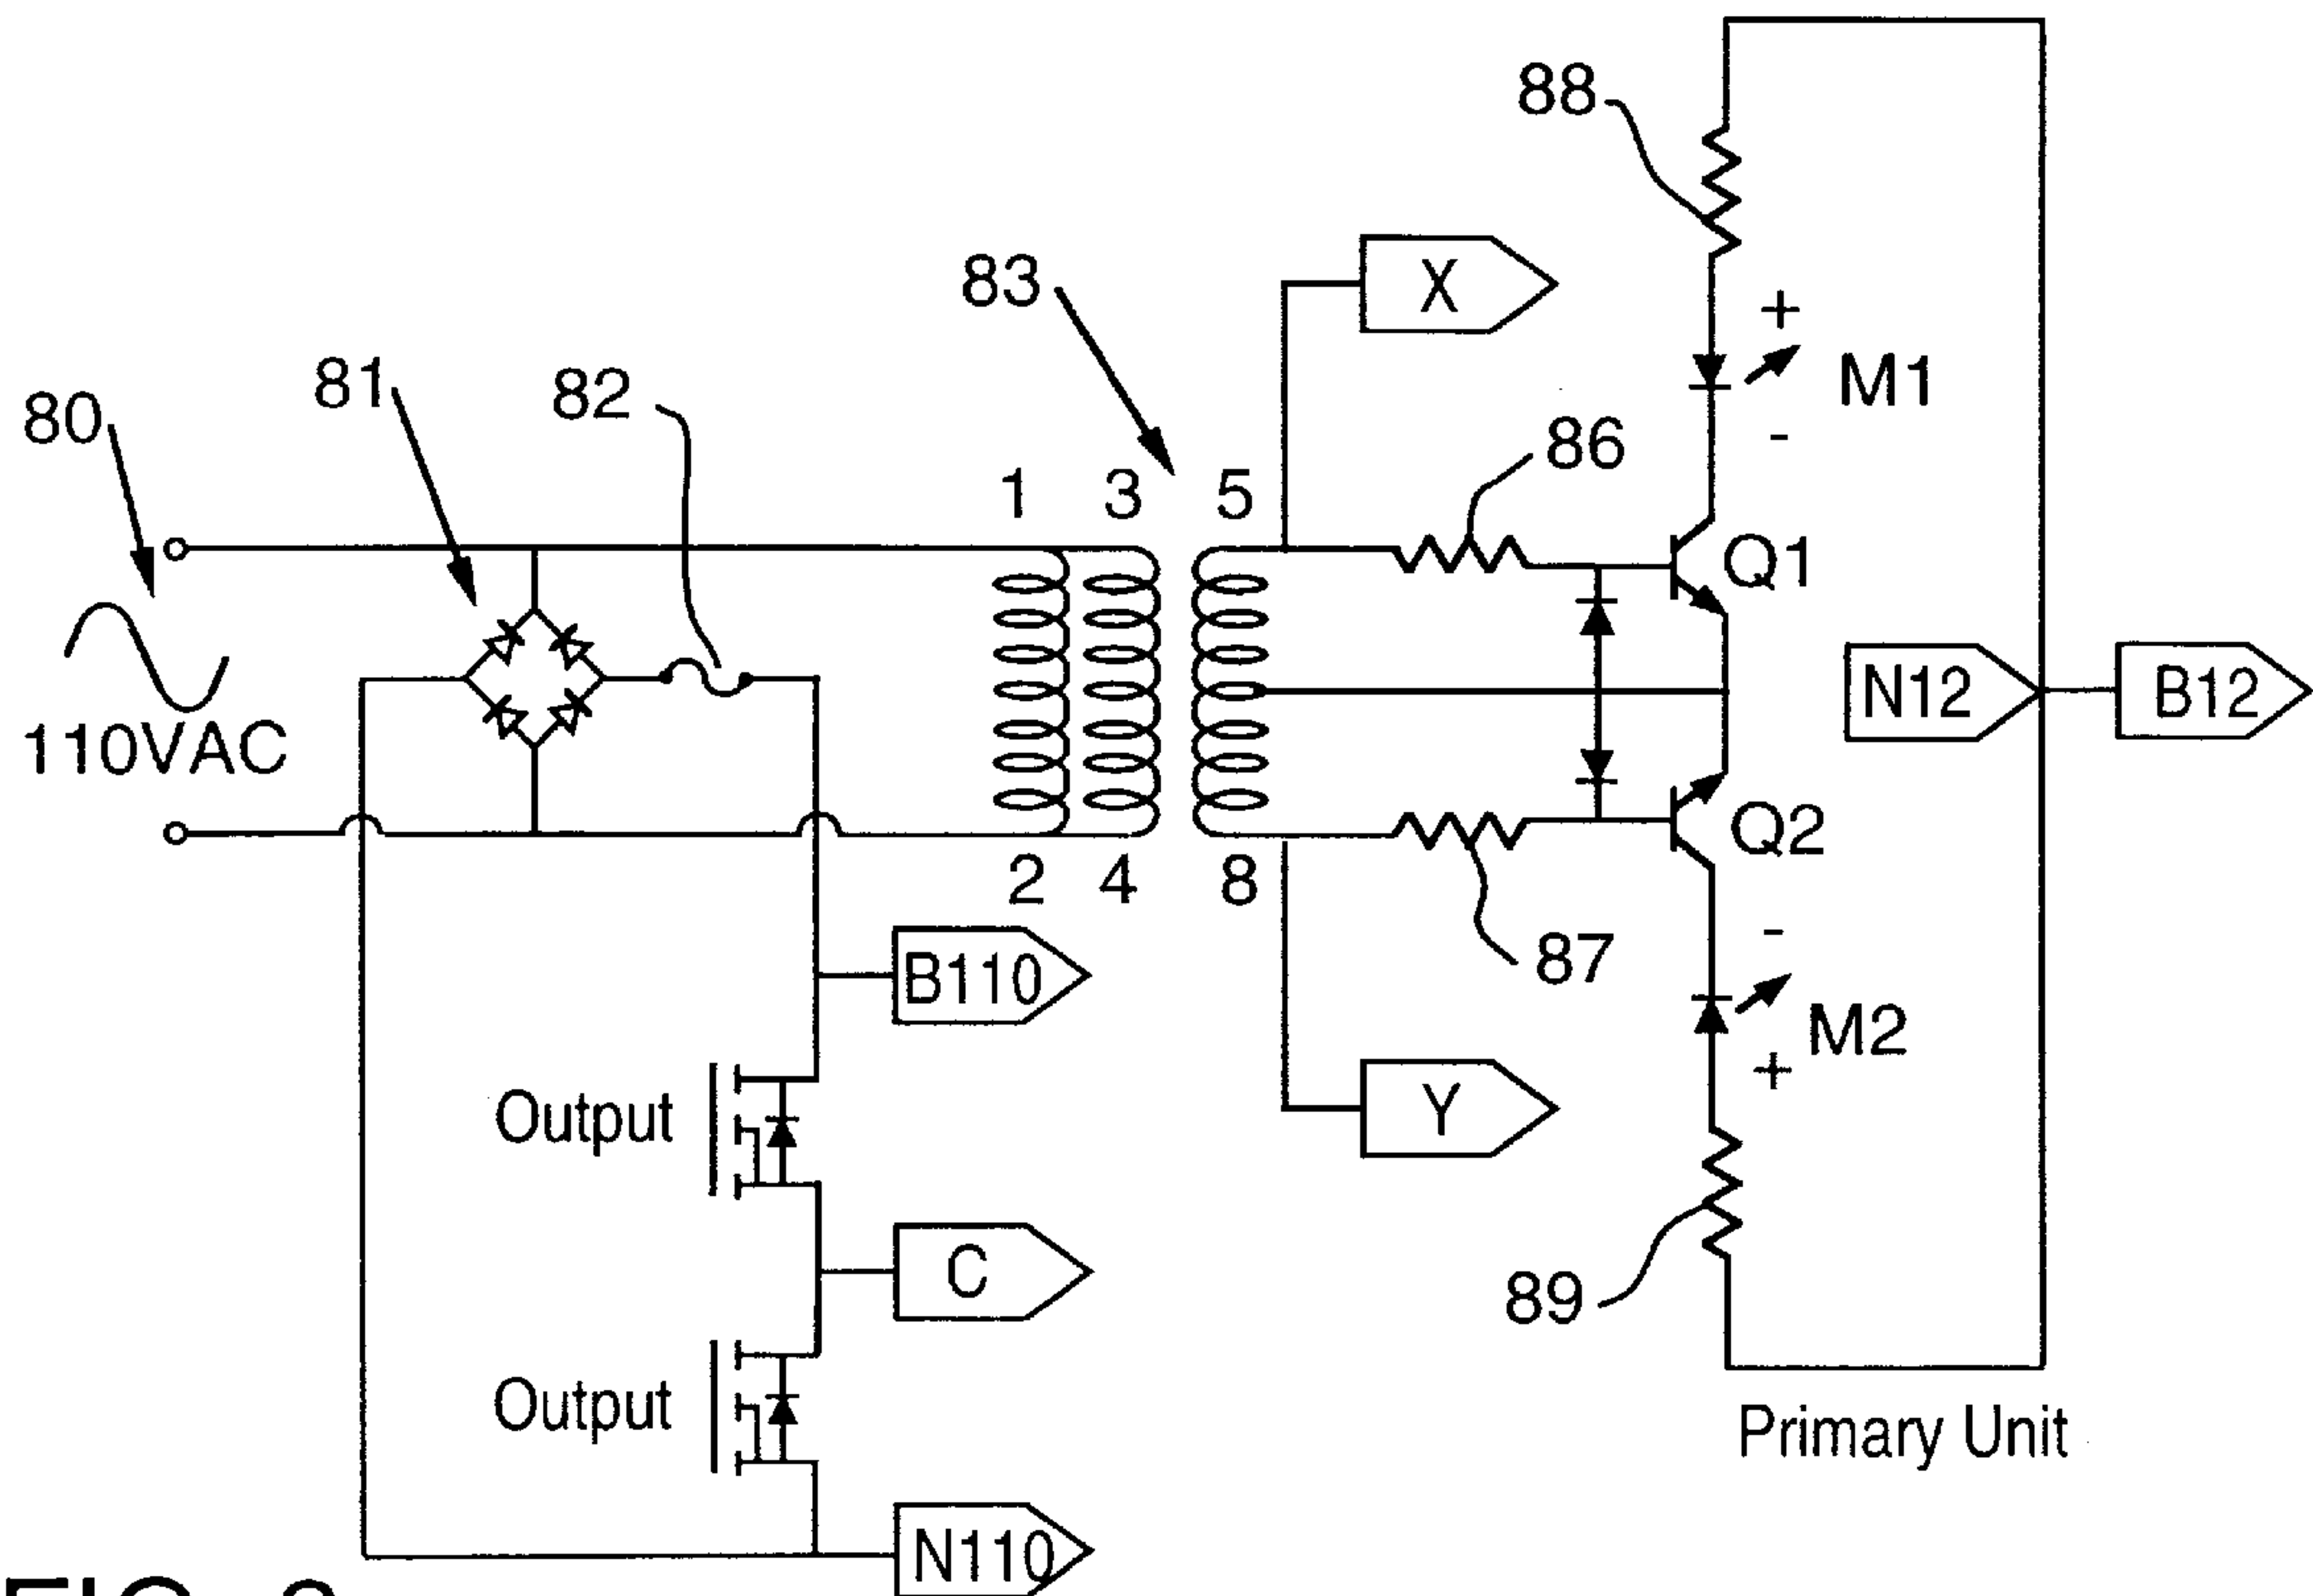 88
X
83
+
M1
81
82
80
-
86
1
3
5
Q1
N12
B12
110VAC
Q2
2
4
8
-
87
B110
M2
+
Output
Y
C
89
Output
Primary Unit
N110